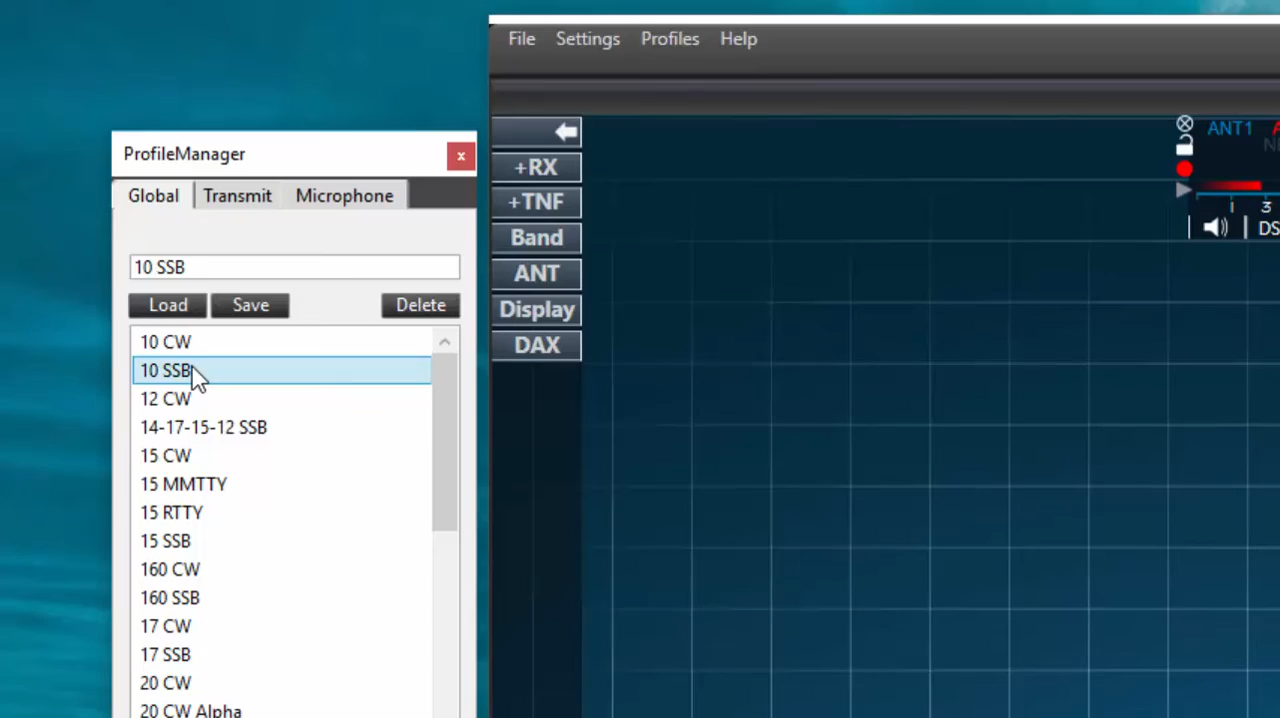 File Settings Profiles Help
ProfileManager
x
Global Transmit Microphone
10 SSB
Load Save Delete
10 CW
10 SSB
12 CW
14-17-15-12 SSB
15 CW
15 MMTTY
15 RTTY
15 SSB
160 CW
160 SSB
17 CW
17 SSB
20 CW
20 CW Alpha
+RX
+TNF
Band
ANT
Display
DAX
ANT1
1 3
DS